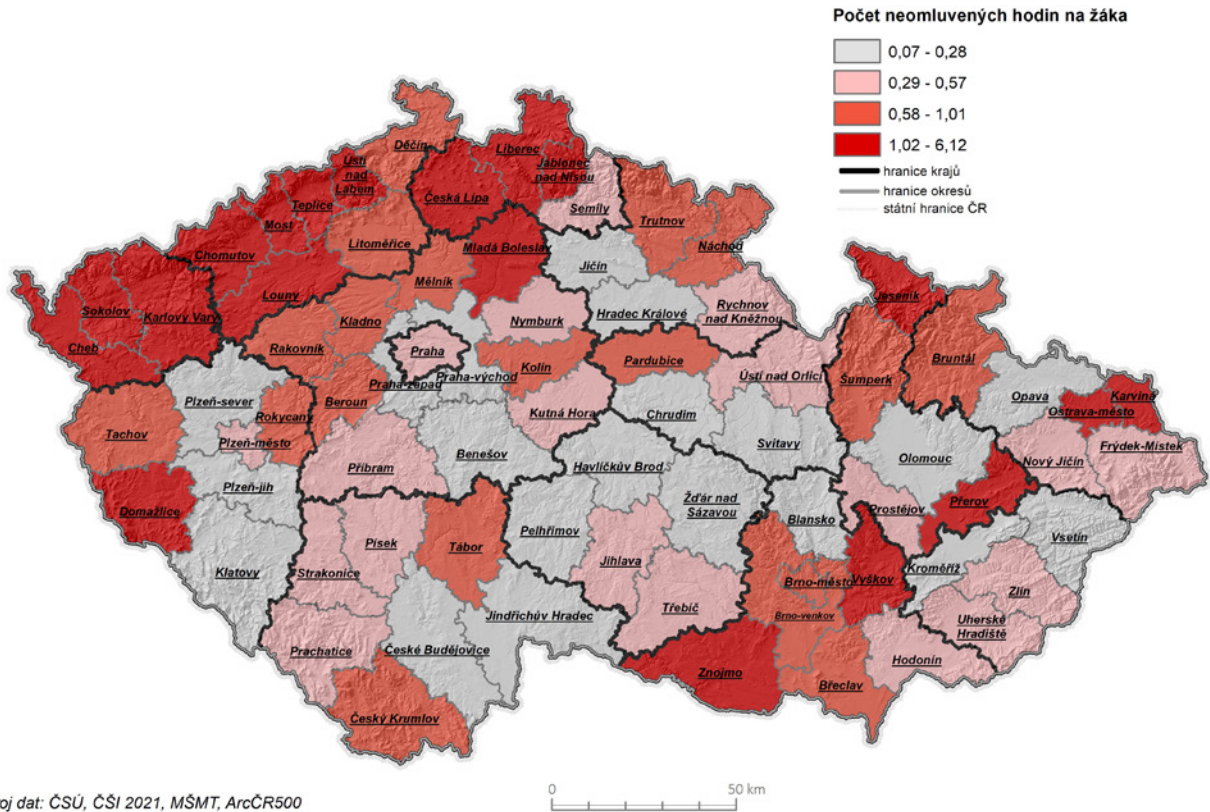 Počet neomluvených hodin na žáka
0,07 - 0,28
0,29 - 0,57
0,58 - 1,01
1,02 - 6,12
hranice krajů
hranice okresů
státní hranice ČR
Děčín
Ústí
nad
Labem
Liberec
Jablonec
nad Nisou
Teplice
Česká Lípa
Semily
Most
Trutnov
Litoměřice
Mladá Bolesla
Náchod
Chomutov
Jičín
Mělník
Louny
Jeseník
Sokolov
Karlovy Vary
Kladno
Nymburk
Hradec Králové
Rychnov
nad Kněžnou
Cheb
Rakovník
Praha
Pardubice
Bruntál
Kolín
Ústí nad Orlicí
Šumperk
Praha-západ
Praha-východ
Plzeň-sever
Beroun
Opava
Karviná
Ostrava-město
Rokycany
Kutná Hora
Chrudim
Tachov
Plzeň-město
Svitavy
Frýdek-Místek
Benešov
Olomouc
Nový Jičín
Příbram
Havlíčkův Brod
Plzeň-jih
Žďár nad
Sázavou
Přerov
Domažlice
Prostějov
Blansko
Pelhřimov
Vsetín
Písek
Tábor
Klatovy
Strakonice
Jihlava
Kroměříž
Brno-město
Vyškov
Zlín
Třebíč
Jindřichův Hradec
Brno-venkov
Uherské
Hradiště
Prachatice
České Budějovice
Hodonín
Znojmo
Břeclav
Český Krumlov
oj dat: ČSÚ, ČŠI 2021, MŠMT, ArcČR500
0 50 km